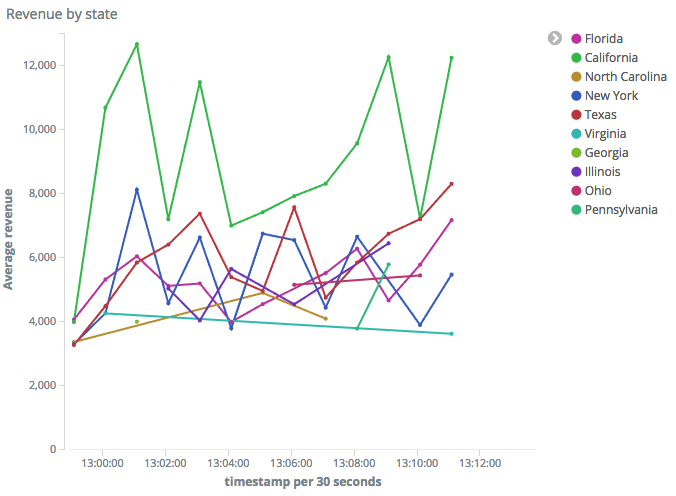 Revenue by state
12,000
10,000
8,000
6,000
4,000
2,000
0
Average revenue
13:00:00
13:02:00
13:04:00
13:06:00
13:08:00
13:10:00
13:12:00
timestamp per 30 seconds
Florida
California
North Carolina
New York
Texas
Virginia
Georgia
Illinois
Ohio
Pennsylvania